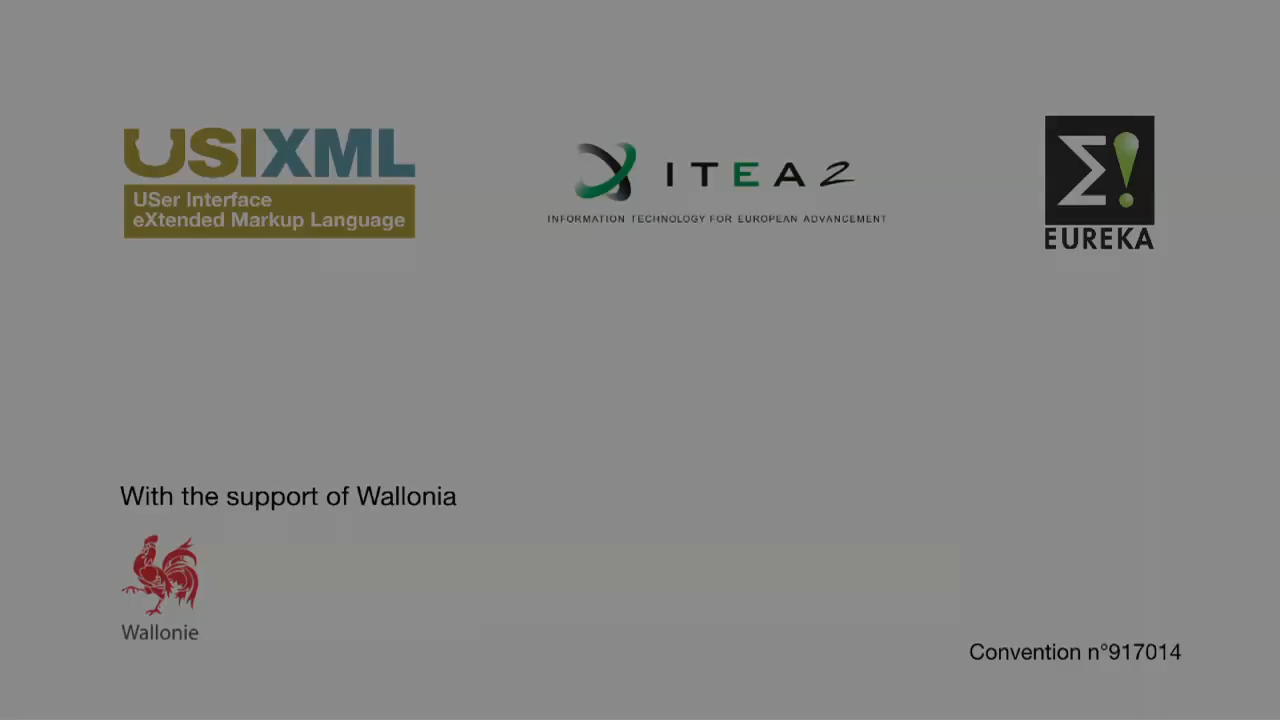 USIXML
USer Interface
eXtended Markup Language
ITEA 2
INFORMATION TECHNOLOGY FOR EUROPEAN ADVANCEMENT
Σ!
EUREKA
With the support of Wallonia
Wallonie
Convention n°917014